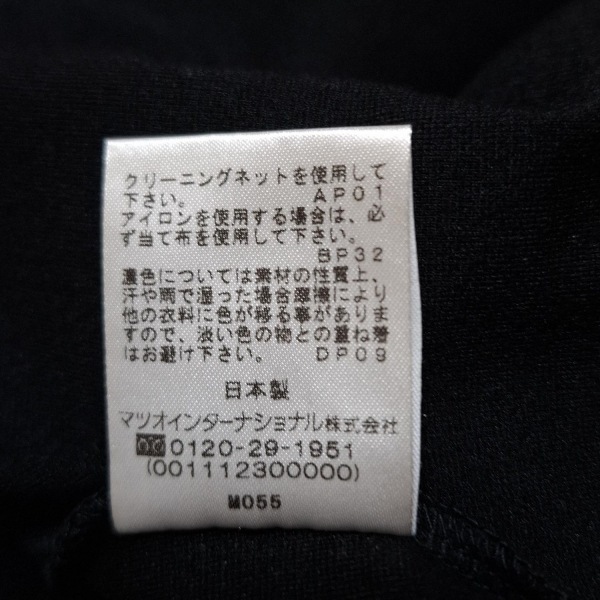 クリーニングネットを使用して
下さい。 AP01
アイロンを使用する場合は、必
ず当て布を使用して下さい。
BP32
濃色については素材の性質上、
汗や雨で湿った場合摩擦により
他の衣料に色が移る事がありま
すので、淡い色の物との重ね着
はお避け下さい。 DP09
日本製
マツオインターナショナル株式会社
0120-29-1951
(001112300000)
M055